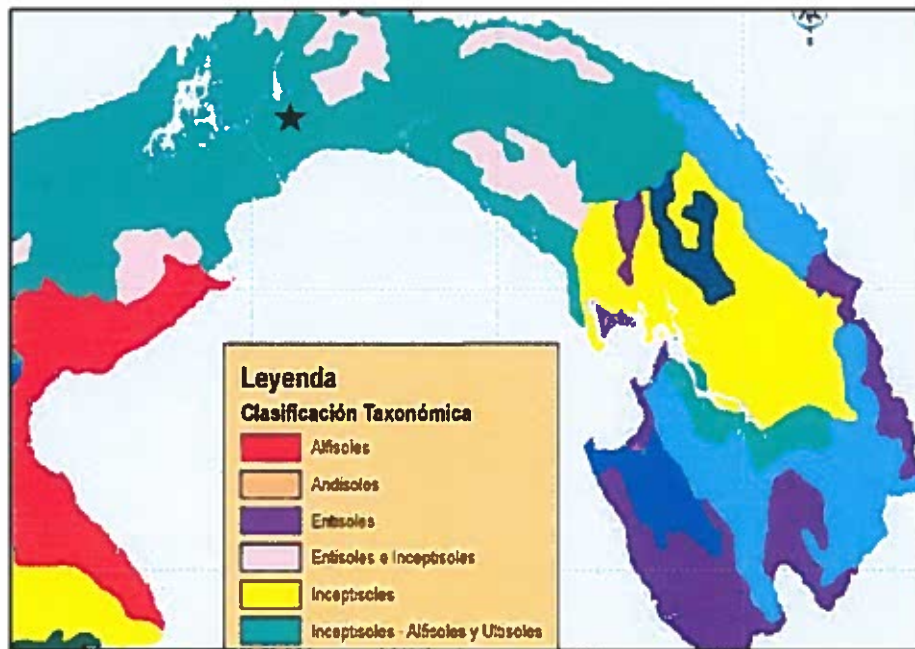 Leyenda
Clasificación Taxonómica
Alfisoles
Andisoles
Entisoles
Entisoles e Inceptisoles
Inceptisoles
Inceptisoles - Alfisoles y Ultisoles